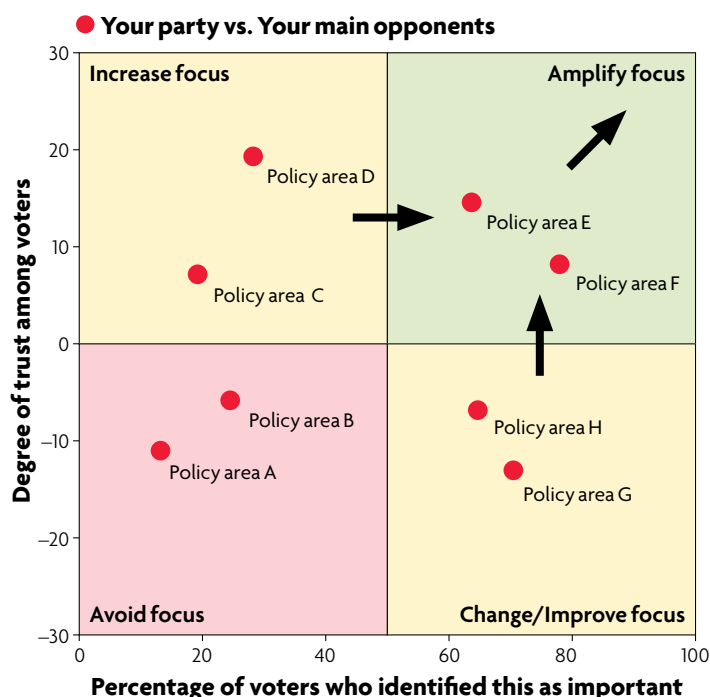 Your party vs. Your main opponents
30
Increase focus
Amplify focus
20
Policy area D
Policy area E
10
Policy area C
Policy area F
0
Policy area B
Policy area H
–10
Policy area A
Policy area G
–20
Avoid focus
Change/Improve focus
–30
0
20
40
60
80
100
Degree of trust among voters
Percentage of voters who identified this as important